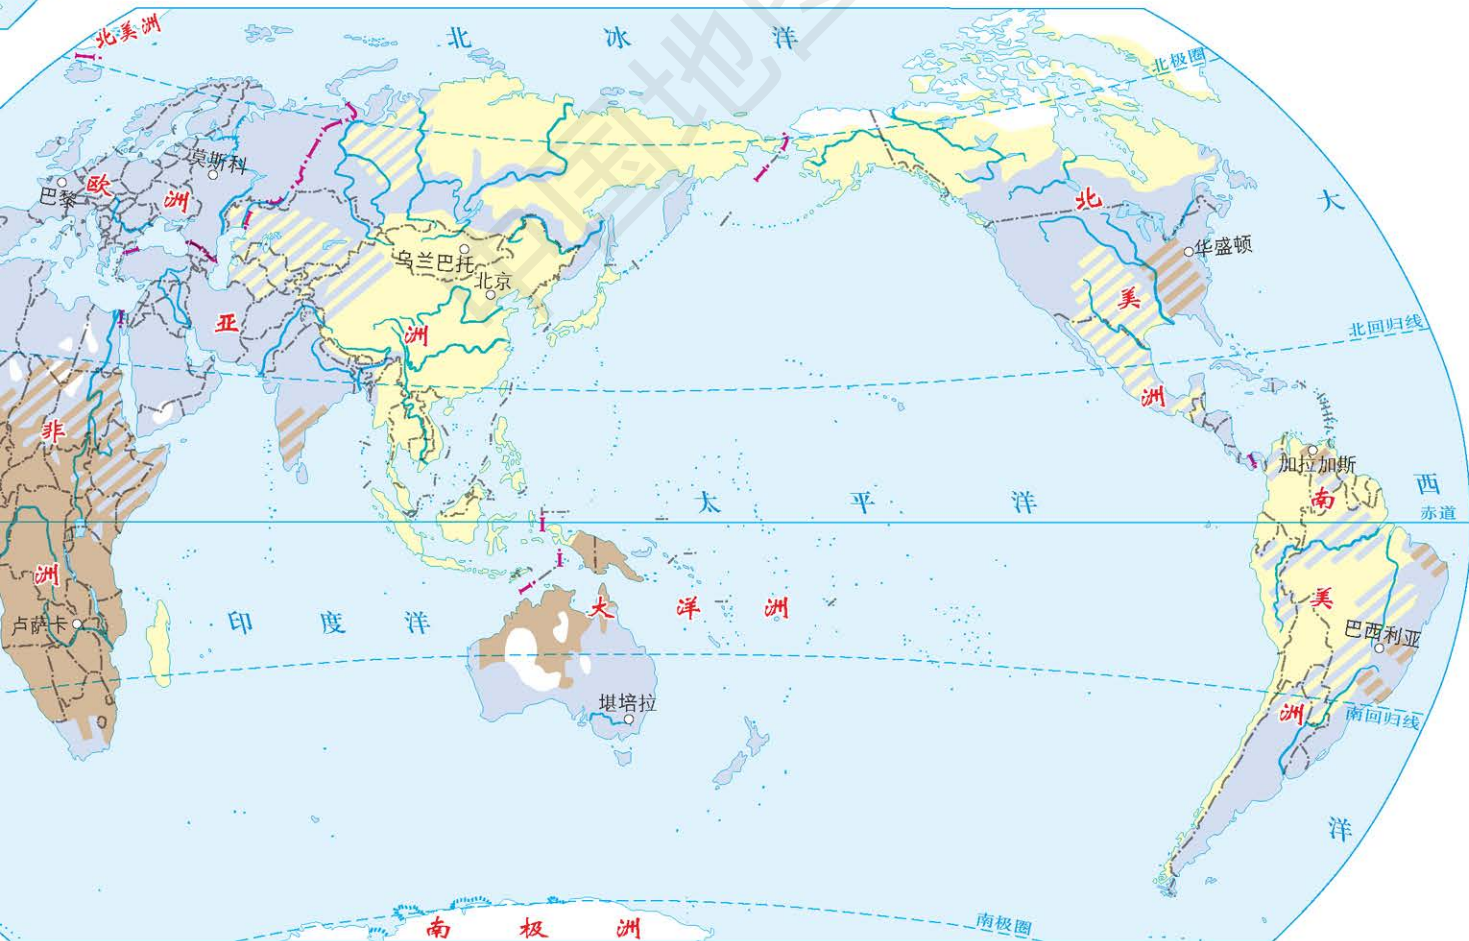 北美洲
北冰洋
北极圈
莫斯科
巴黎
欧洲
大西洋
北美洲
华盛顿
乌兰巴托
北京
亚洲
北回归线
非洲
加拉加斯
太平洋
南美洲
赤道
印度洋
大洋洲
卢萨卡
巴西利亚
堪培拉
南回归线
南极圈
南极洲
中国地图